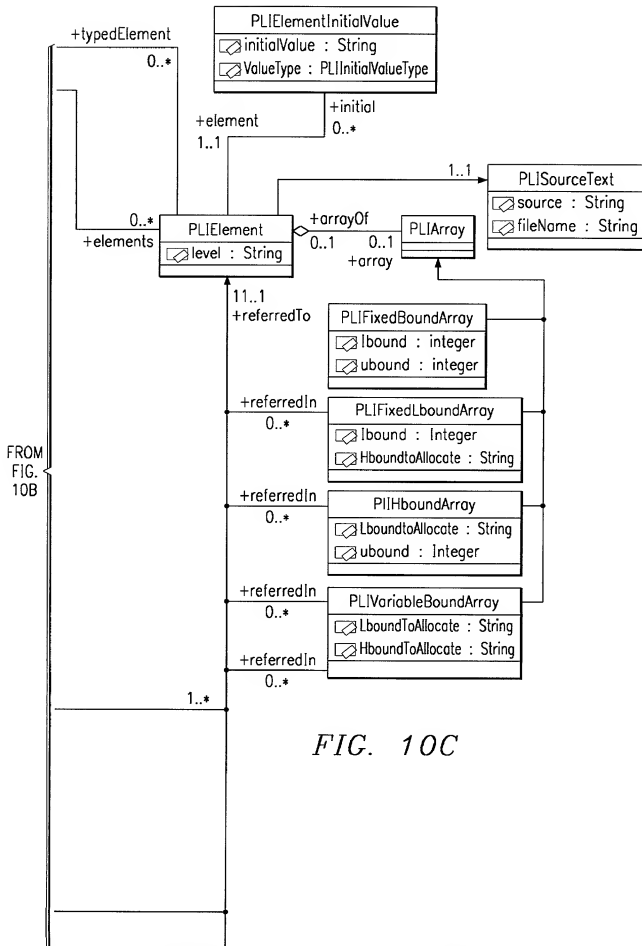 PLIElementInitialValue
initialValue : String
ValueType : PLIInitialValueType
+typedElement
0..*
+initial
0..*
+element
1..1
1..1
PLISourceText
source : String
fileName : String
0..*
+elements
PLIElement
level : String
+arrayOf
0..1
0..1
+array
PLIArray
11..1
+referredTo
PLIFixedBoundArray
lbound : integer
ubound : integer
+referredIn
0..*
PLIFixedLboundArray
lbound : Integer
HboundtoAllocate : String
FROM
FIG.
10B
+referredIn
0..*
PlIHboundArray
LboundtoAllocate : String
ubound : Integer
+referredIn
0..*
PLIVariableBoundArray
LboundToAllocate : String
HboundToAllocate : String
+referredIn
0..*
1..*
FIG. 10C